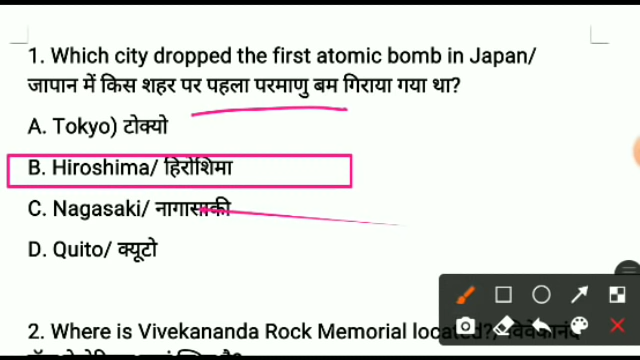 1. Which city dropped the first atomic bomb in Japan/
जापान में किस शहर पर पहला परमाणु बम गिराया गया था?
A. Tokyo) टोक्यो
B. Hiroshima/ हिरोशिमा
C. Nagasaki/ नागासाकी
D. Quito/ क्यूटो
2. Where is Vivekananda Rock Memorial located?/ विवेकानंद